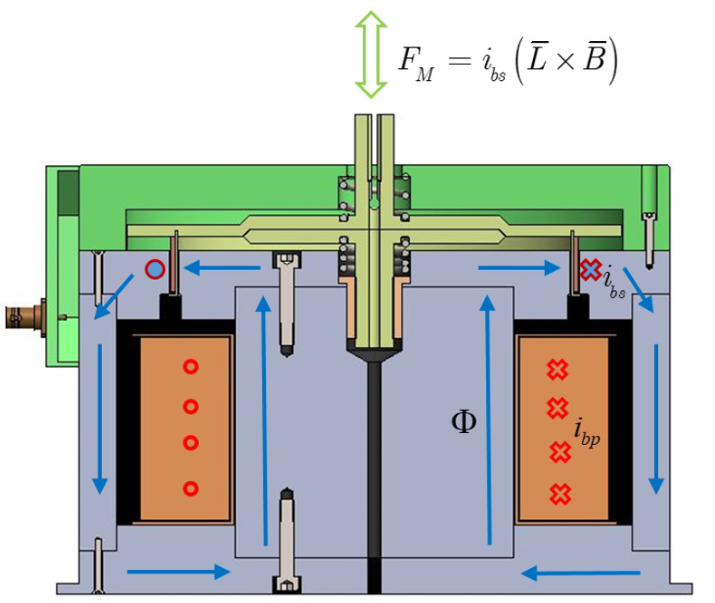 F_M = i_bs (L̅ × B̅)
i_bs
Φ
i_bp